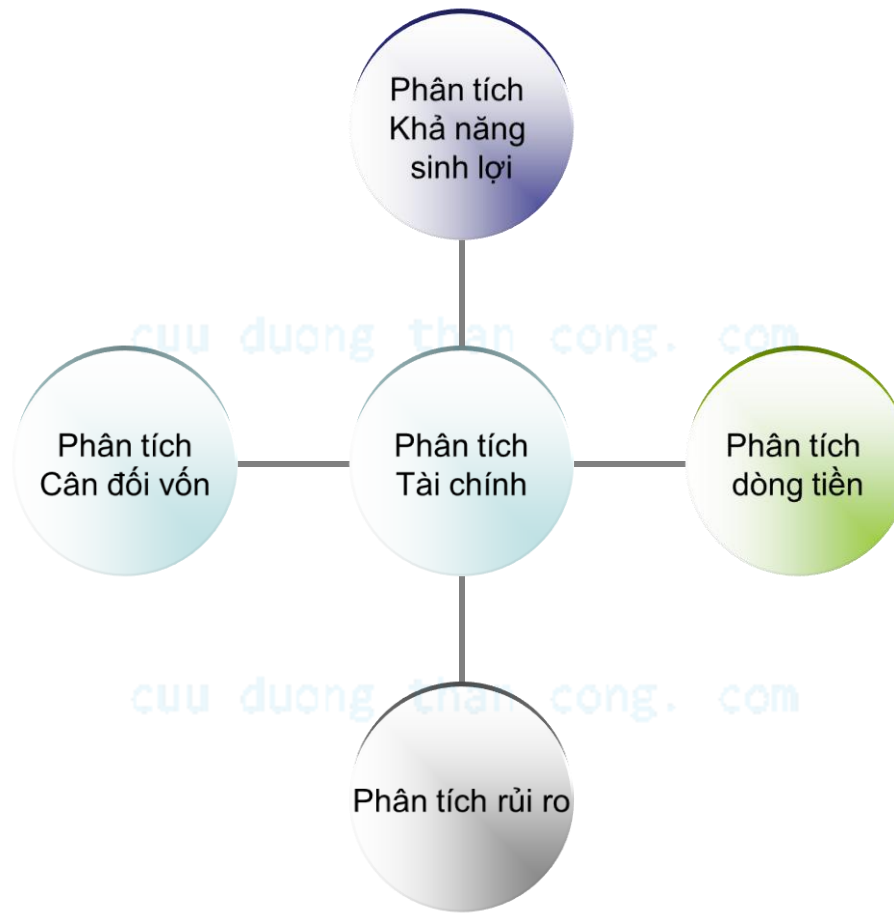 Phân tích
Khả năng
sinh lợi
cuu duong than cong. com
Phân tích
Cân đối vốn
Phân tích
Tài chính
Phân tích
dòng tiền
cuu duong than cong. com
Phân tích rủi ro